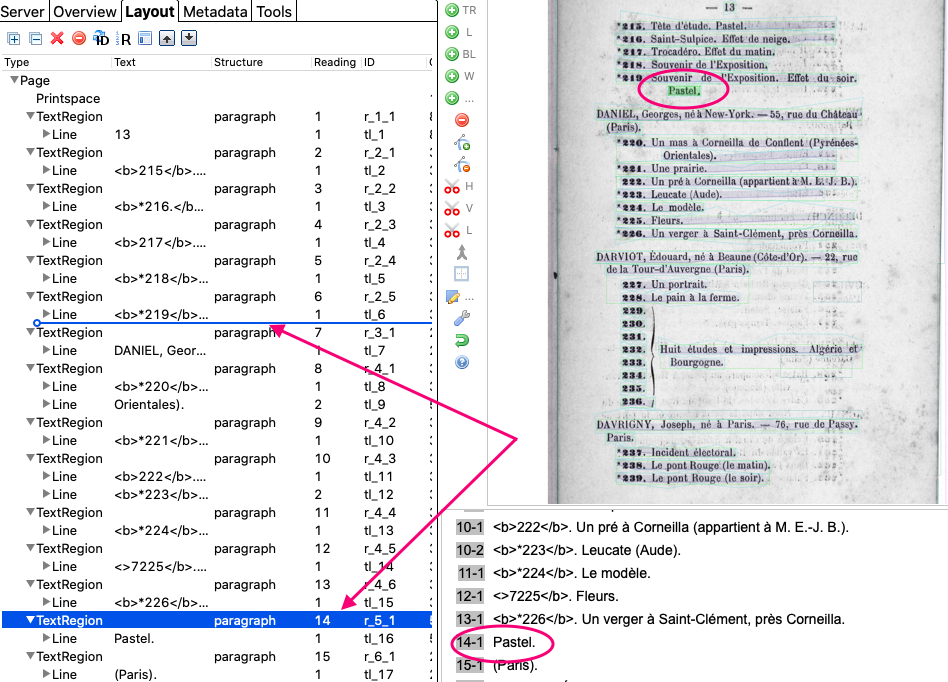 Server Overview Layout Metadata Tools
ID R
Type Text Structure Reading ID
Page
Printspace
TextRegion paragraph 1 r_1_1
Line 13 1 tl_1
TextRegion paragraph 2 r_2_1
Line <b>215</b>.... 1 tl_2
TextRegion paragraph 3 r_2_2
Line <b>*216.</b... 1 tl_3
TextRegion paragraph 4 r_2_3
Line <b>217</b>.... 1 tl_4
TextRegion paragraph 5 r_2_4
Line <b>*218</b>... 1 tl_5
TextRegion paragraph 6 r_2_5
Line <b>*219</b>... 1 tl_6
TextRegion paragraph 7 r_3_1
Line DANIEL, Geor... 1 tl_7
TextRegion paragraph 8 r_4_1
Line <b>*220</b>... 1 tl_8
Line Orientales). 2 tl_9
TextRegion paragraph 9 r_4_2
Line <b>*221</b>... 1 tl_10
TextRegion paragraph 10 r_4_3
Line <b>222</b>.... 1 tl_11
Line <b>*223</b>... 2 tl_12
TextRegion paragraph 11 r_4_4
Line <b>*224</b>... 1 tl_13
TextRegion paragraph 12 r_4_5
Line <>7225</b>.... 1 tl_14
TextRegion paragraph 13 r_4_6
Line <b>*226</b>... 1 tl_15
TextRegion paragraph 14 r_5_1
Line Pastel. 1 tl_16
TextRegion paragraph 15 r_6_1
Line (Paris). 1 tl_17
TR
L
BL
W
...
H
V
L
...
— 13 —
*215. Tête d'étude. Pastel.
*216. Saint-Sulpice. Effet de neige.
*217. Trocadéro. Effet du matin.
*218. Souvenir de l'Exposition.
*219 Souvenir de l'Exposition. Effet du soir.
Pastel.
DANIEL, Georges, né à New-York. — 55, rue du Château
(Paris).
*220. Un mas à Corneilla de Conflent (Pyrénées-
Orientales).
*221. Une prairie.
222. Un pré à Corneilla (appartient à M. E.-J. B.).
*223. Leucate (Aude).
*224. Le modèle.
*225. Fleurs.
*226. Un verger à Saint-Clément, près Corneilla.
DARVIOT, Edouard, né à Beaune (Côte-d'Or). — 22, rue
de la Tour-d'Auvergne (Paris).
227. Un portrait.
228. Le pain à la ferme.
229.
230.
231.
232. Huit études et impressions. Algérie et
233. Bourgogne.
234.
235.
236.
DAVRIGNY, Joseph, né à Paris. — 76, rue de Passy.
Paris.
*237. Incident électoral.
*238. Le pont Rouge (le matin).
*239. Le pont Rouge (le soir).
10-1 <b>222</b>. Un pré à Corneilla (appartient à M. E.-J. B.).
10-2 <b>*223</b>. Leucate (Aude).
11-1 <b>*224</b>. Le modèle.
12-1 <>7225</b>. Fleurs.
13-1 <b>*226</b>. Un verger à Saint-Clément, près Corneilla.
14-1 Pastel.
15-1 (Paris).